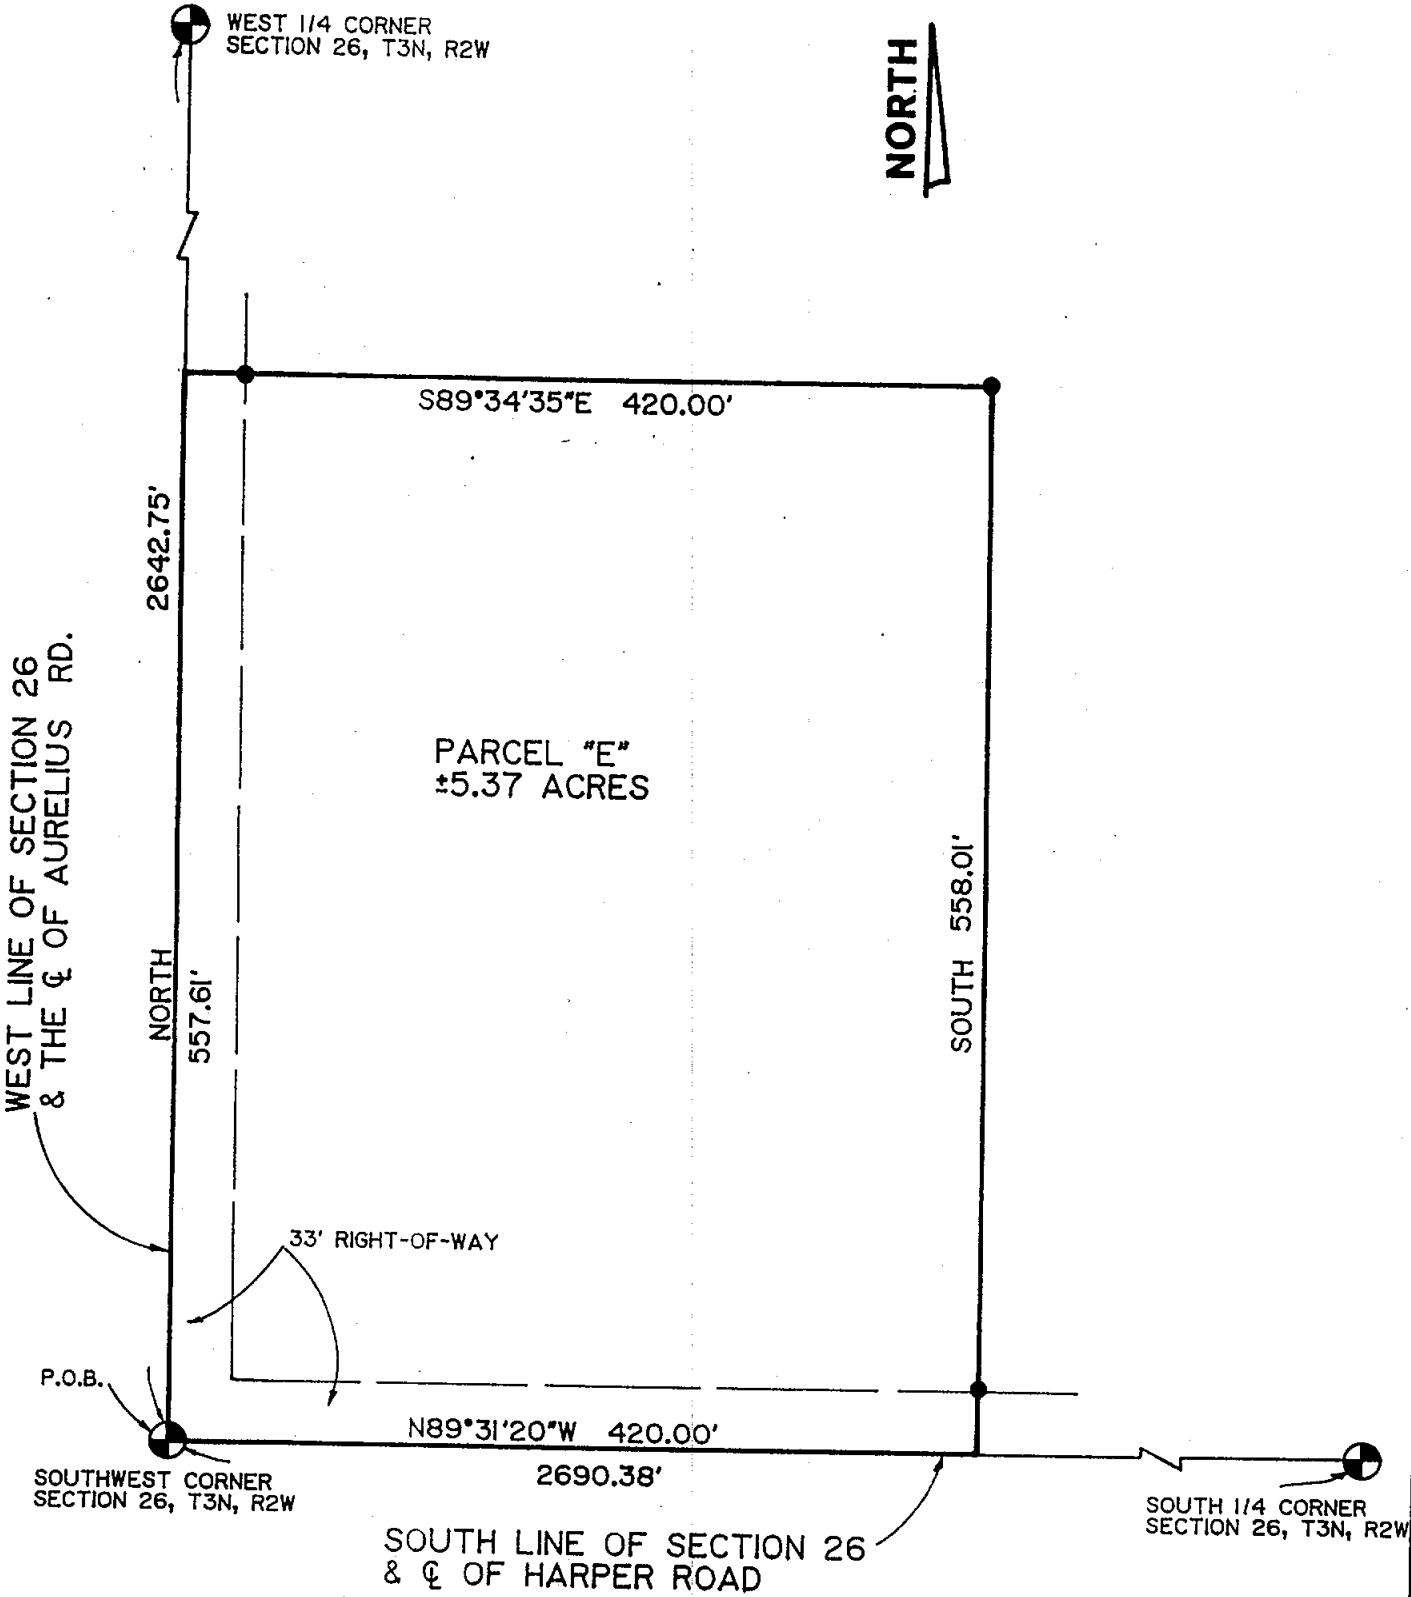 WEST 1/4 CORNER
SECTION 26, T3N, R2W
NORTH
S89°34'35"E 420.00'
2642.75'
WEST LINE OF SECTION 26
& THE ℄ OF AURELIUS RD.
PARCEL "E"
±5.37 ACRES
NORTH
557.61'
SOUTH 558.01'
33' RIGHT-OF-WAY
P.O.B.
N89°31'20"W 420.00'
2690.38'
SOUTHWEST CORNER
SECTION 26, T3N, R2W
SOUTH 1/4 CORNER
SECTION 26, T3N, R2W
SOUTH LINE OF SECTION 26
& ℄ OF HARPER ROAD